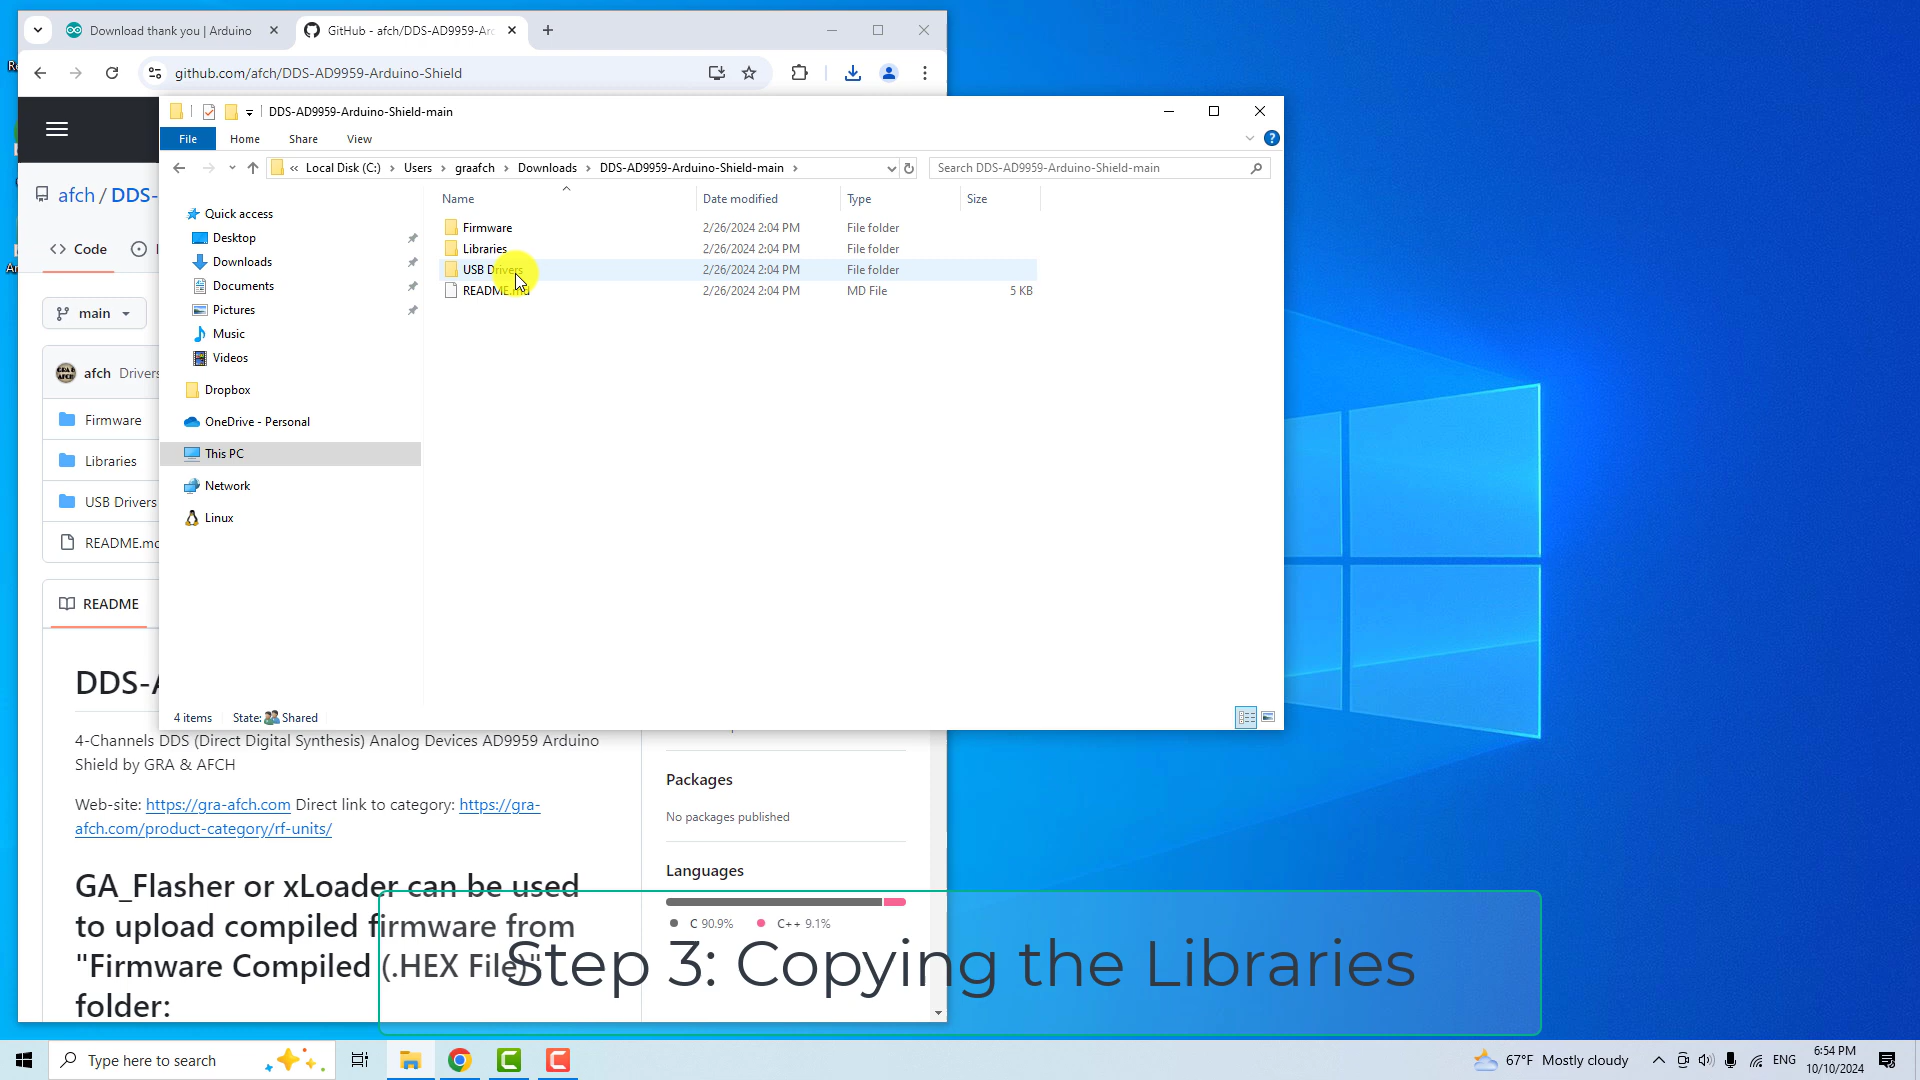 Download thank you | Arduino
GitHub - afch/DDS-AD9959-Ar
github.com/afch/DDS-AD9959-Arduino-Shield
DDS-AD9959-Arduino-Shield-main
File Home Share View
« Local Disk (C:) › Users › graafch › Downloads › DDS-AD9959-Arduino-Shield-main ›
Search DDS-AD9959-Arduino-Shield-main
Name Date modified Type Size
Firmware 2/26/2024 2:04 PM File folder
Libraries 2/26/2024 2:04 PM File folder
USB Drivers 2/26/2024 2:04 PM File folder
README.md 2/26/2024 2:04 PM MD File 5 KB
Quick access
Desktop
Downloads
Documents
Pictures
Music
Videos
Dropbox
OneDrive - Personal
This PC
Network
Linux
4 items State: Shared
afch / DDS-
<> Code
main
afch Drivers
Firmware
Libraries
USB Drivers
README.md
README
DDS-A
4-Channels DDS (Direct Digital Synthesis) Analog Devices AD9959 Arduino
Shield by GRA & AFCH
Web-site: https://gra-afch.com Direct link to category: https://gra-
afch.com/product-category/rf-units/
GA_Flasher or xLoader can be used
to upload compiled firmware from
"Firmware Compiled (.HEX File)"
folder:
Packages
No packages published
Languages
C 90.9% C++ 9.1%
Step 3: Copying the Libraries
Type here to search
67°F Mostly cloudy
ENG
6:54 PM
10/10/2024